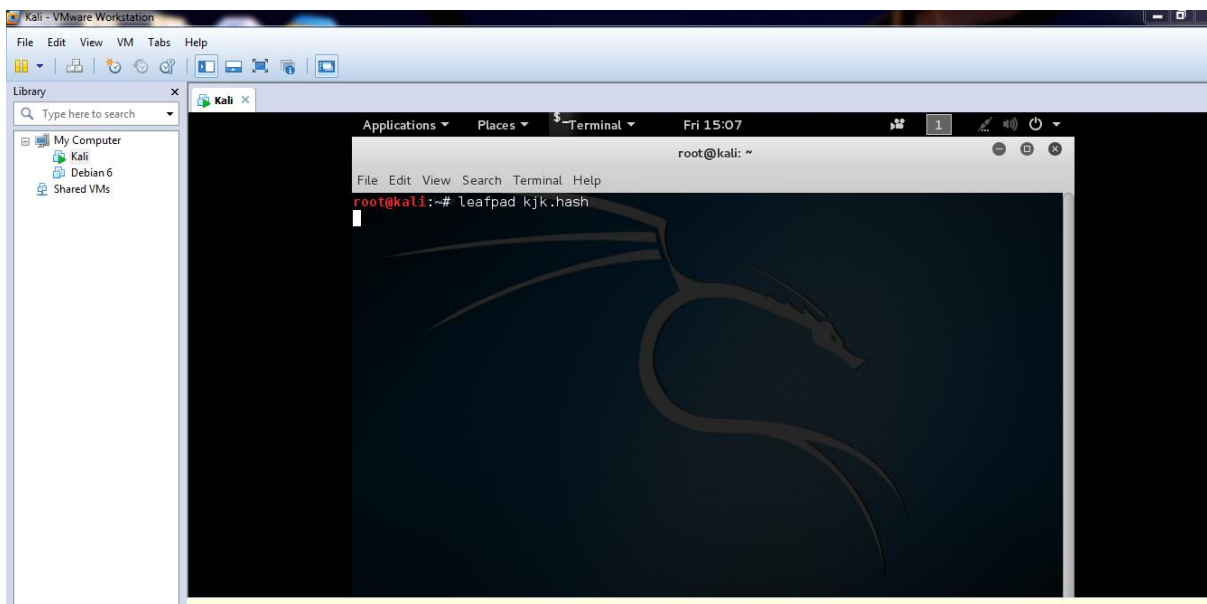 Kali - VMware Workstation
File Edit View VM Tabs Help
Library
Type here to search
My Computer
Kali
Debian 6
Shared VMs
Kali
Applications Places $_Terminal Fri 15:07 1
root@kali: ~
File Edit View Search Terminal Help
root@kali:~# leafpad kjk.hash